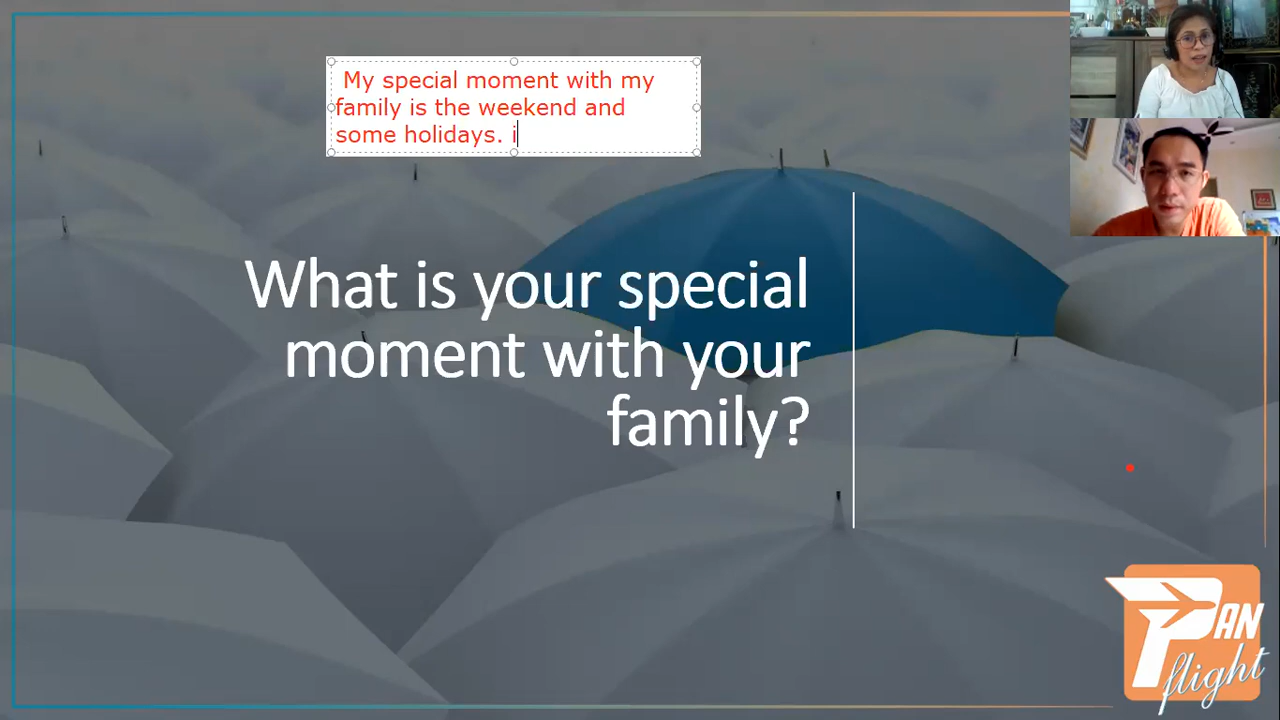 My special moment with my
family is the weekend and
some holidays. i
What is your special
moment with your
family?
PAN
flight